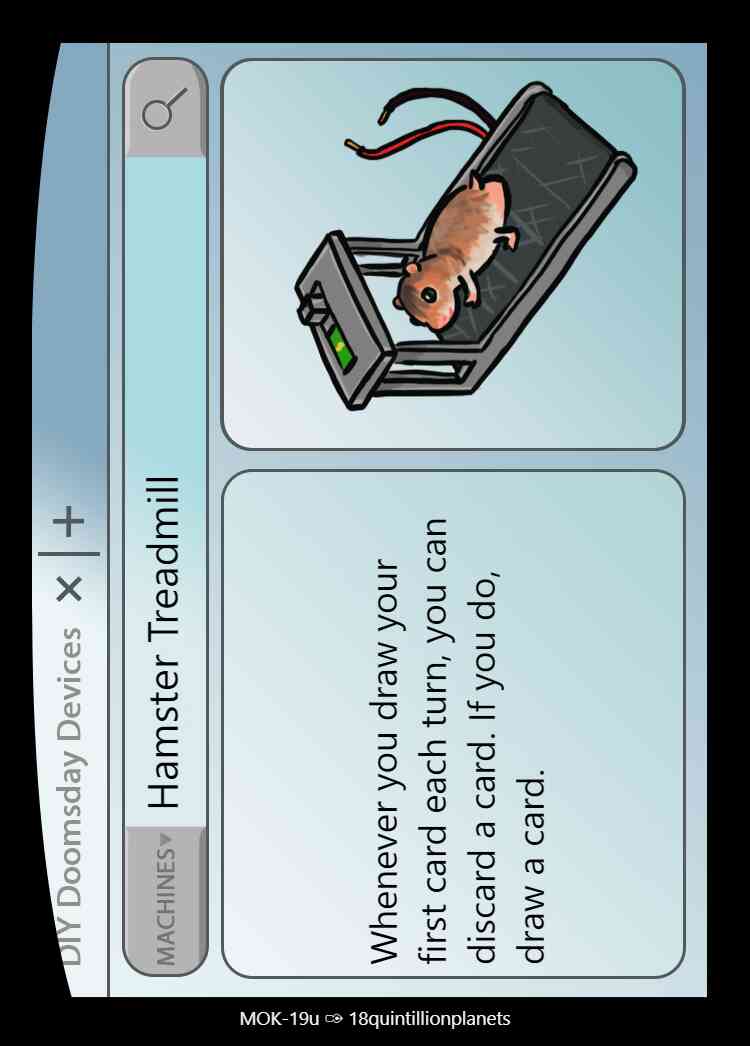 DIY Doomsday Devices × +
MACHINES▾ Hamster Treadmill
Whenever you draw your
first card each turn, you can
discard a card. If you do,
draw a card.
MOK-19u ✑ 18quintillionplanets